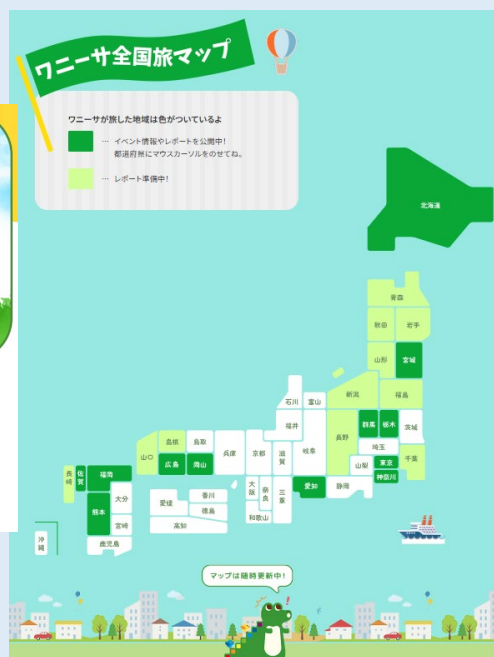 ワニーサ全国旅マップ
ワニーサが旅した地域は色がついているよ
… イベント情報やレポートを公開中!
都道府県にマウスカーソルをのせてね。
… レポート準備中!
北海道
青森
秋田 岩手
山形 宮城
石川 富山 新潟 福島
福井 岐阜 長野 群馬 栃木 茨城
埼玉
島根 鳥取 兵庫 京都 滋賀 山梨 東京 千葉
山口 広島 岡山 神奈川
長崎 佐賀 福岡 大阪 奈良 三重 愛知 静岡
大分 愛媛 香川
熊本 徳島 和歌山
宮崎 高知
沖縄 鹿児島
マップは随時更新中!